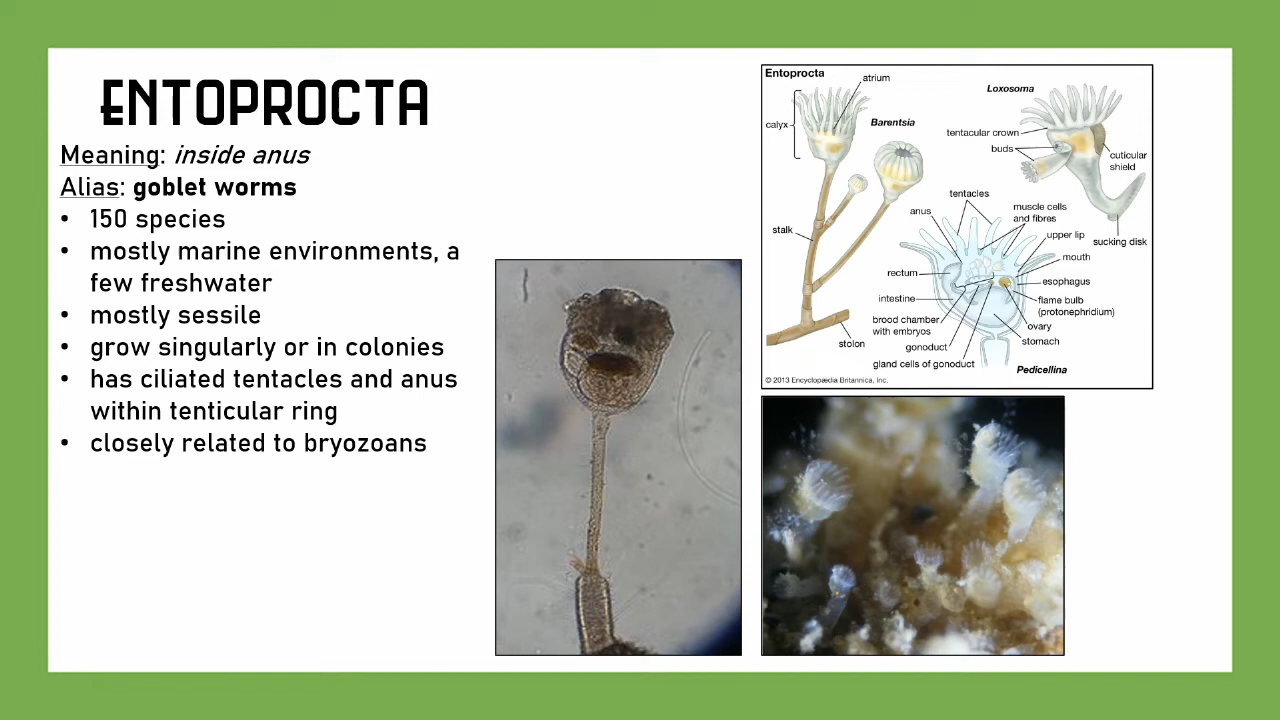 ENTOPROCTA
Meaning: inside anus
Alias: goblet worms
• 150 species
• mostly marine environments, a
few freshwater
• mostly sessile
• grow singularly or in colonies
• has ciliated tentacles and anus
within tenticular ring
• closely related to bryozoans
Entoprocta
atrium
calyx
Barentsia
stalk
stolon
Loxosoma
tentacular crown
buds
cuticular
shield
sucking disk
tentacles
anus
muscle cells
and fibres
upper lip
mouth
rectum
esophagus
intestine
flame bulb
(protonephridium)
brood chamber
with embryos
ovary
gonoduct
stomach
gland cells of gonoduct
Pedicellina
© 2013 Encyclopædia Britannica, Inc.